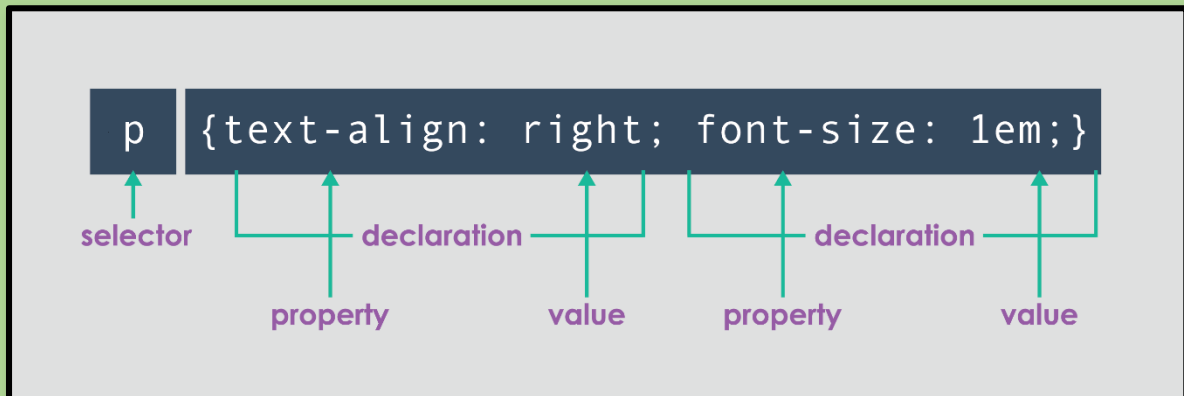 p {text-align: right; font-size: 1em;}
selector declaration declaration
property value property value